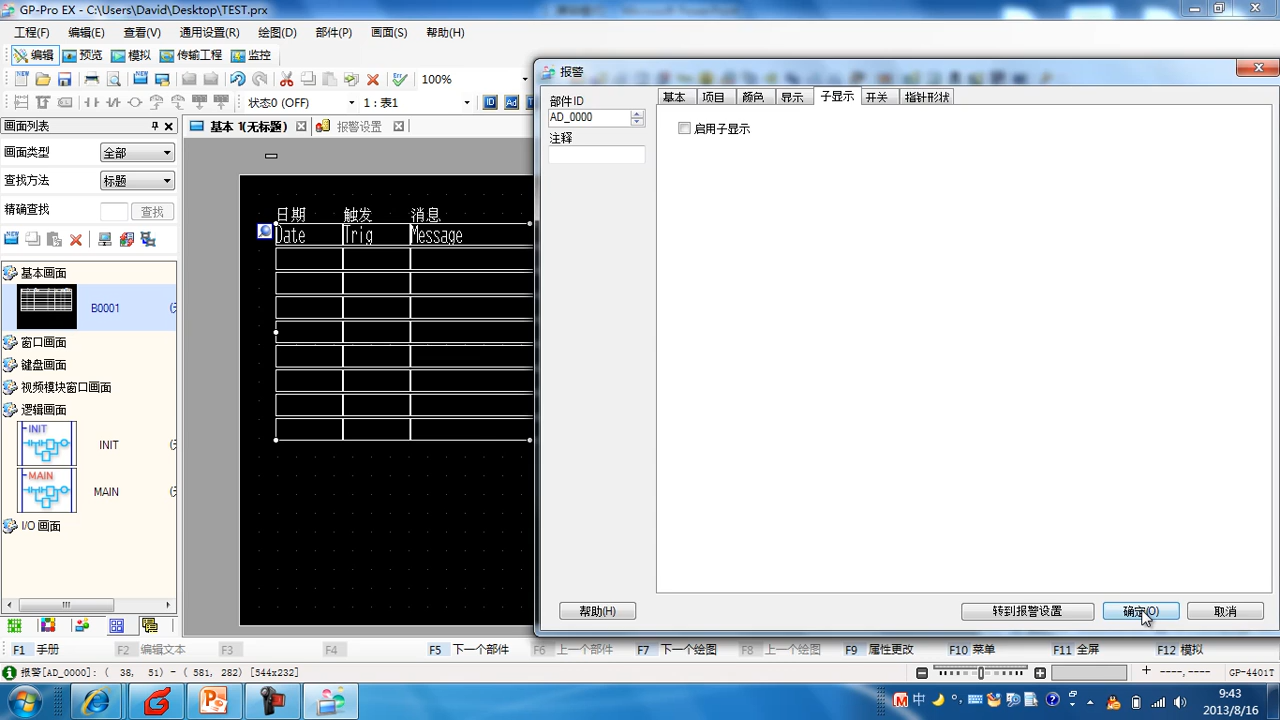 GP-Pro EX - C:\Users\David\Desktop\TEST.prx
工程(F) 编辑(E) 查看(V) 通用设置(R) 绘图(D) 部件(P) 画面(S) 帮助(H)
编辑 预览 模拟 传输工程 监控
100%
状态0 (OFF) 1 : 表1
画面列表
基本 1(无标题) 报警设置
画面类型 全部
查找方法 标题
精确查找 查找
基本画面
B0001
窗口画面
键盘画面
视频模块窗口画面
逻辑画面
INIT INIT
MAIN MAIN
I/O 画面
日期 触发 消息
Date Trig Message
报警
部件ID
AD_0000
注释
基本 项目 颜色 显示 子显示 开关 指针形状
启用子显示
帮助(H) 转到报警设置 确定(O) 取消
F1 手册 F2 编辑文本 F3 F4 F5 下一个部件 F6 上一个部件 F7 下一个绘图 F8 上一个绘图 F9 属性更改 F10 菜单 F11 全屏 F12 模拟
报警[AD_0000]: ( 38, 51) - ( 581, 282) [544x232] ----,---- GP-4401T
中
9:43
2013/8/16